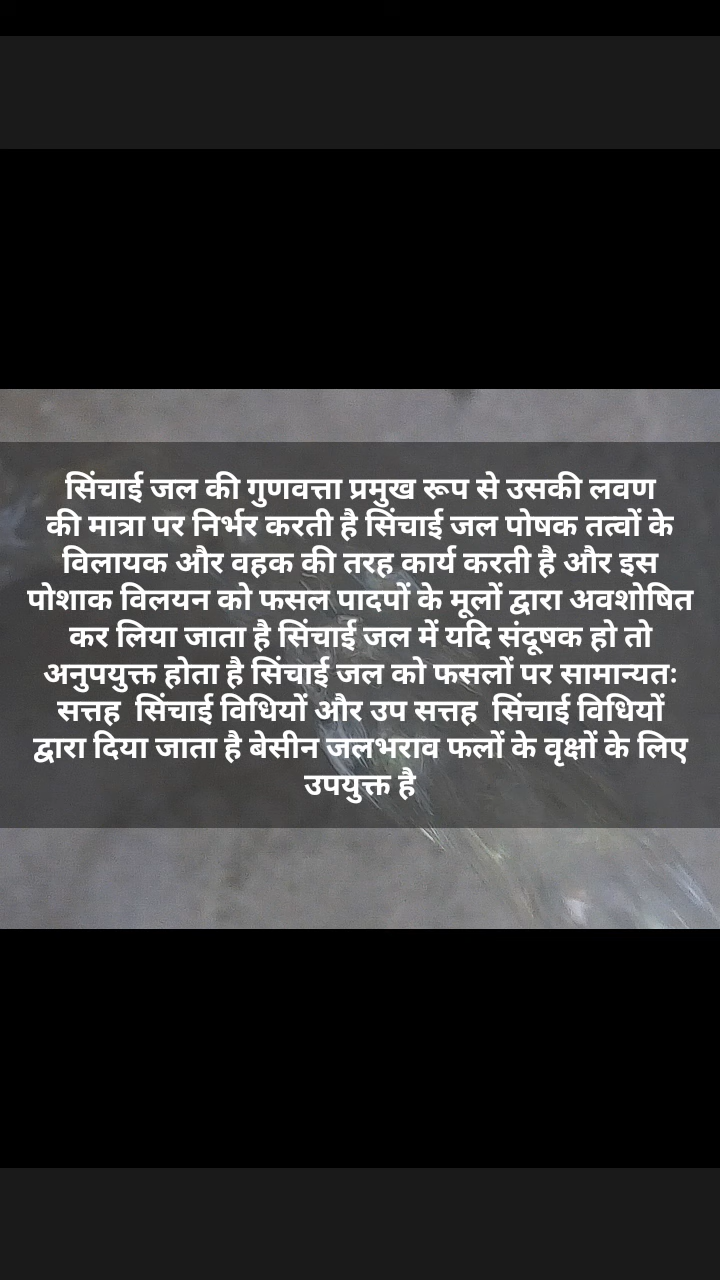 सिंचाई जल की गुणवत्ता प्रमुख रूप से उसकी लवण
की मात्रा पर निर्भर करती है सिंचाई जल पोषक तत्वों के
विलायक और वहक की तरह कार्य करती है और इस
पोशाक विलयन को फसल पादपों के मूलों द्वारा अवशोषित
कर लिया जाता है सिंचाई जल में यदि संदूषक हो तो
अनुपयुक्त होता है सिंचाई जल को फसलों पर सामान्यतः
सत्तह  सिंचाई विधियों और उप सत्तह  सिंचाई विधियों
द्वारा दिया जाता है बेसीन जलभराव फलों के वृक्षों के लिए
उपयुक्त है